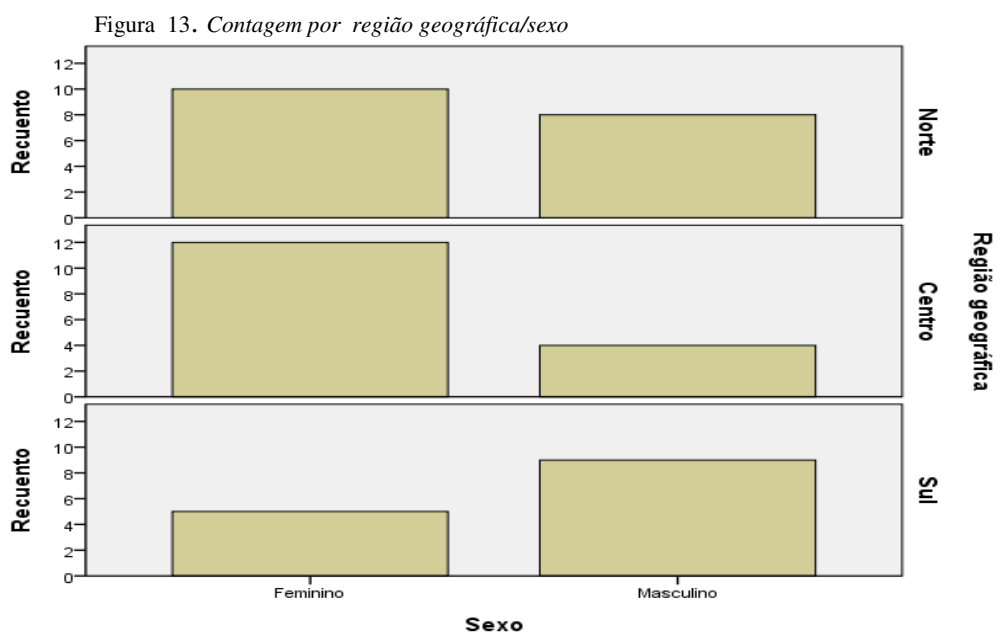 Figura 13. Contagem por região geográfica/sexo
Recuento
12
10
8
6
4
2
0
Norte
Recuento
12
10
8
6
4
2
0
Centro
Recuento
12
10
8
6
4
2
0
Sul
Região geográfica
Feminino
Masculino
Sexo